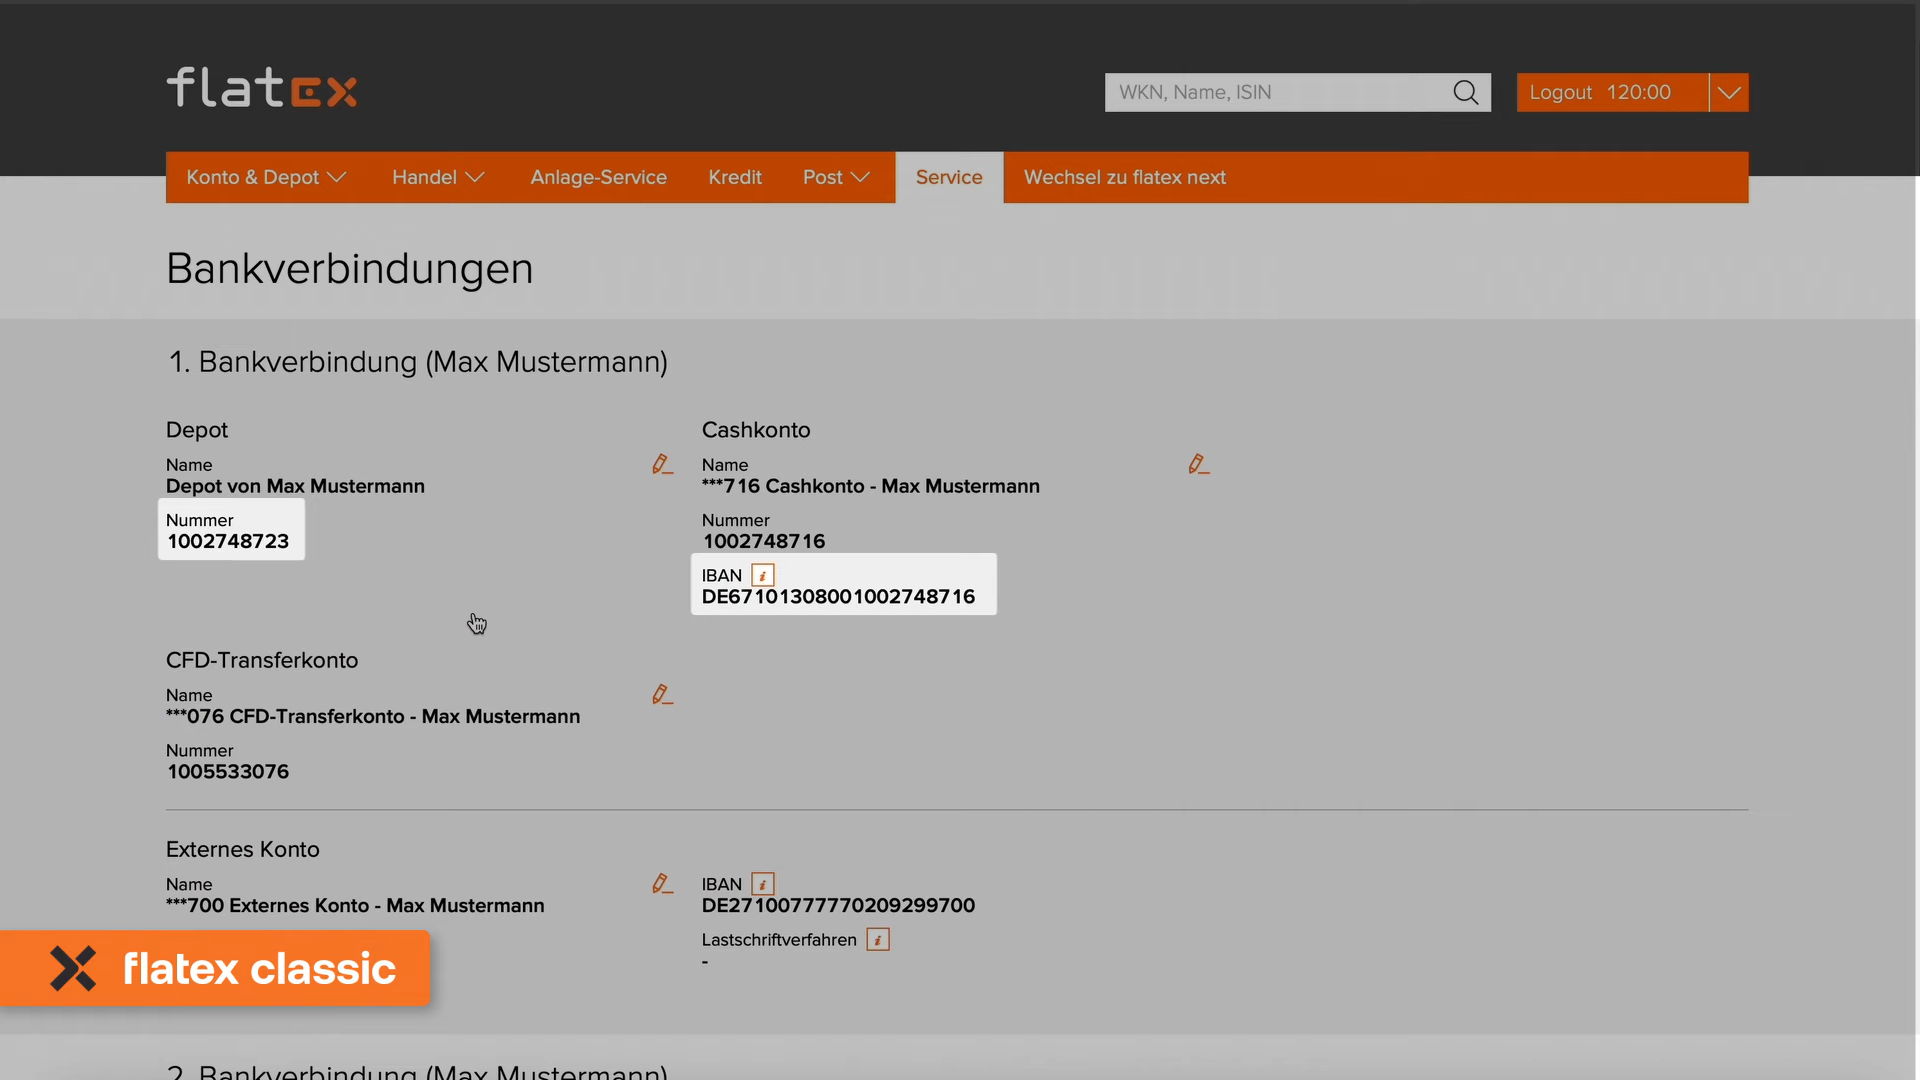 flatex
WKN, Name, ISIN
Logout 120:00
Konto & Depot
Handel
Anlage-Service
Kredit
Post
Service
Wechsel zu flatex next
Bankverbindungen
1. Bankverbindung (Max Mustermann)
Depot
Name
Depot von Max Mustermann
Nummer
1002748723
Cashkonto
Name
***716 Cashkonto - Max Mustermann
Nummer
1002748716
IBAN i
DE67101308001002748716
CFD-Transferkonto
Name
***076 CFD-Transferkonto - Max Mustermann
Nummer
1005533076
Externes Konto
Name
***700 Externes Konto - Max Mustermann
IBAN i
DE27100777770209299700
Lastschriftverfahren i
-
flatex classic
2. Bankverbindung (Max Mustermann)